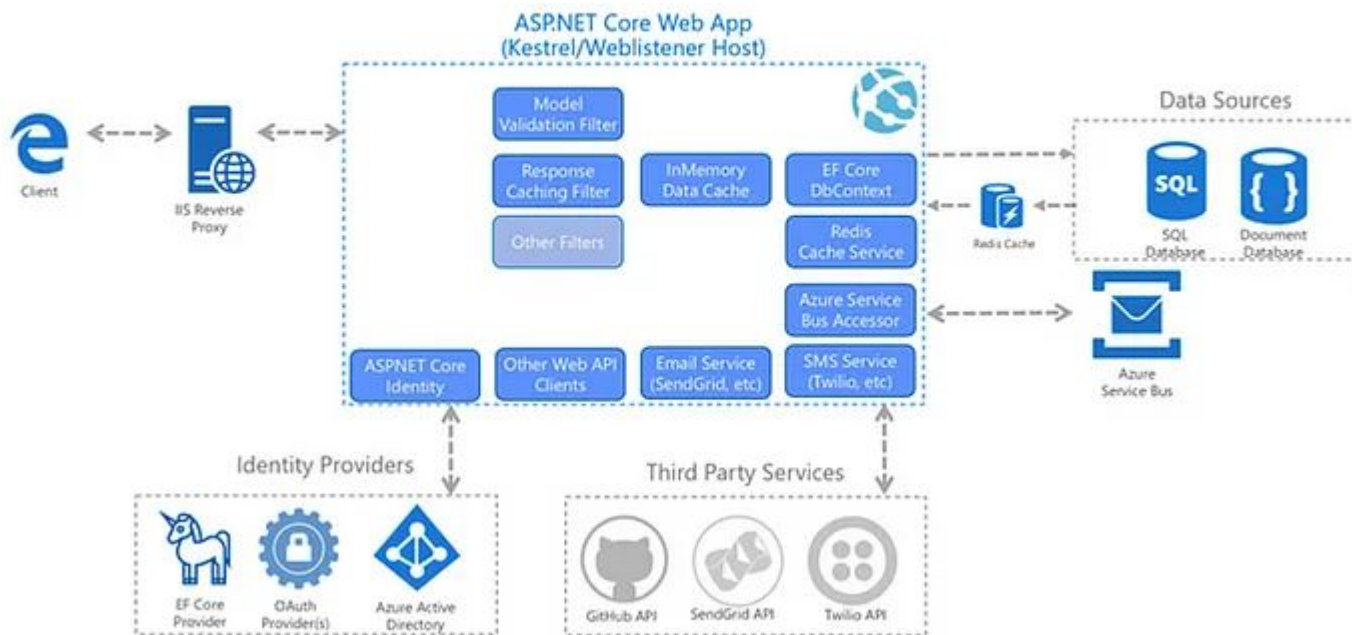 ASP.NET Core Web App
(Kestrel/Weblistener Host)
Model
Validation Filter
Response
Caching Filter
Other Filters
InMemory
Data Cache
EF Core
DbContext
Redis
Cache Service
Azure Service
Bus Accessor
ASP.NET Core
Identity
Other Web API
Clients
Email Service
(SendGrid, etc)
SMS Service
(Twilio, etc)
Client
IIS Reverse
Proxy
Data Sources
SQL
SQL
Database
Document
Database
Redis Cache
Azure
Service Bus
Identity Providers
EF Core
Provider
OAuth
Provider(s)
Azure Active
Directory
Third Party Services
GitHub API
SendGrid API
Twilio API